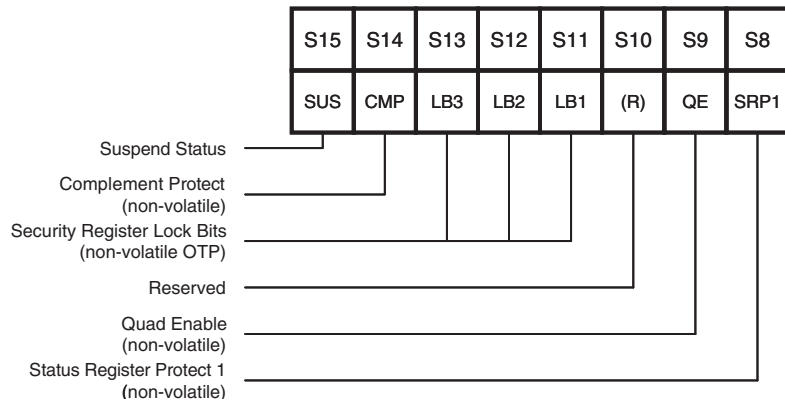 S15 S14 S13 S12 S11 S10 S9 S8
SUS CMP LB3 LB2 LB1 (R) QE SRP1
Suspend Status
Complement Protect
(non-volatile)
Security Register Lock Bits
(non-volatile OTP)
Reserved
Quad Enable
(non-volatile)
Status Register Protect 1
(non-volatile)